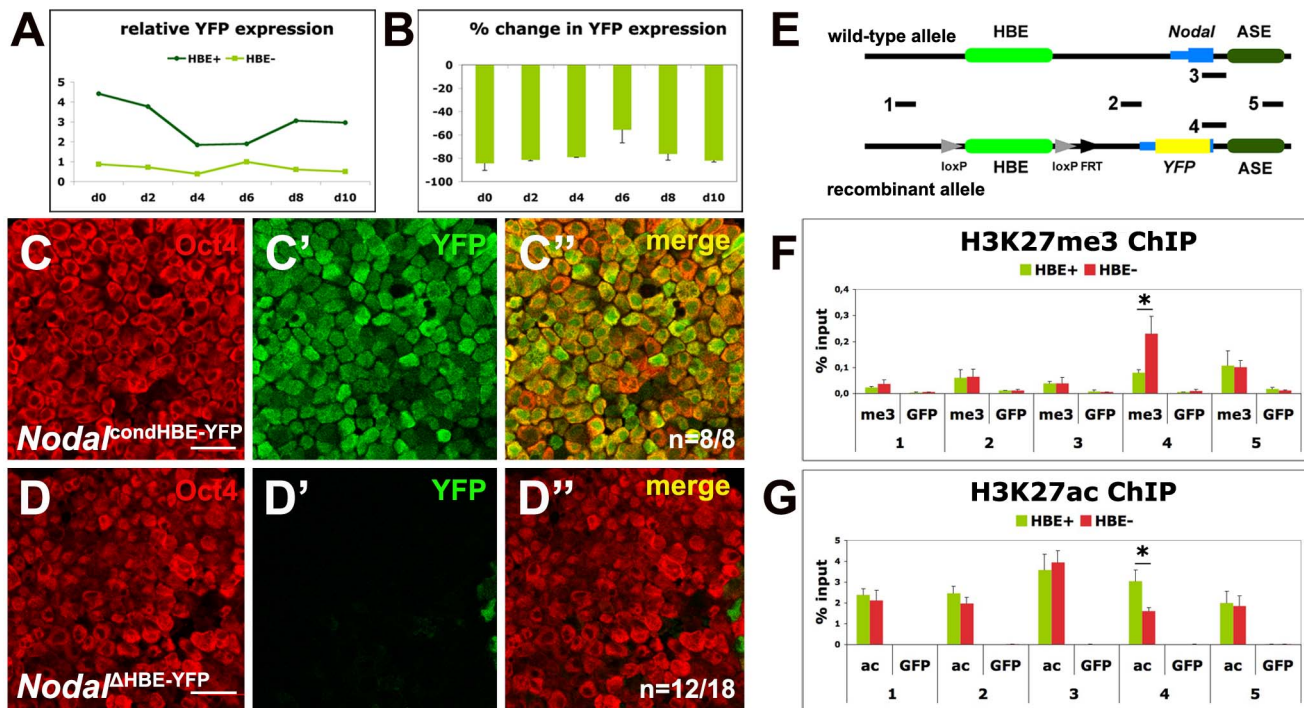 A
relative YFP expression
HBE+ HBE-
5
4
3
2
1
0
d0 d2 d4 d6 d8 d10
B
% change in YFP expression
0
-20
-40
-60
-80
-100
d0 d2 d4 d6 d8 d10
C
Oct4
Nodal condHBE-YFP
C'
YFP
C''
merge
n=8/8
D
Oct4
Nodal ΔHBE-YFP
D'
YFP
D''
merge
n=12/18
E
wild-type allele
HBE
Nodal
ASE
3
1
2
5
4
loxP
HBE
loxP FRT
YFP
ASE
recombinant allele
F
H3K27me3 ChIP
HBE+ HBE-
% input
0,4
0,3
0,2
0,1
0,0
*
me3 GFP me3 GFP me3 GFP me3 GFP me3 GFP
1 2 3 4 5
G
H3K27ac ChIP
HBE+ HBE-
% input
5
4
3
2
1
0
*
ac GFP ac GFP ac GFP ac GFP ac GFP
1 2 3 4 5